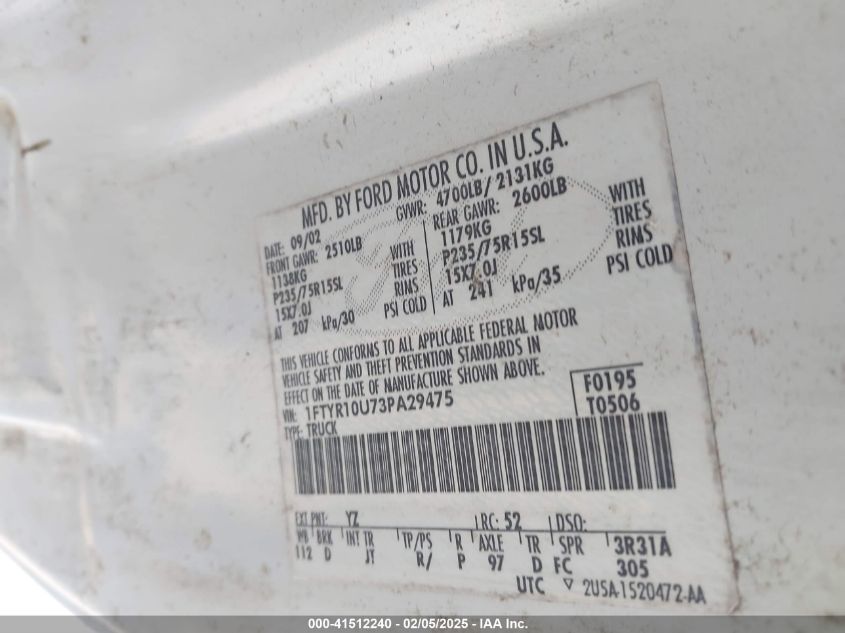 MFD. BY FORD MOTOR CO. IN U.S.A.
DATE: 09/02 GVWR: 4700LB/ 2131KG
FRONT GAWR: 2510LB REAR GAWR: 2600LB
1138KG WITH 1179KG WITH
P235/75R15SL TIRES P235/75R15SL TIRES
15X7.0J RINS 15X7.0J RINS
AT 207 kPa/30 PSI COLD AT 241 kPa/35 PSI COLD
THIS VEHICLE CONFORMS TO ALL APPLICABLE FEDERAL MOTOR
VEHICLE SAFETY AND THEFT PREVENTION STANDARDS IN
EFFECT ON THE DATE OF MANUFACTURE SHOWN ABOVE.
VIN: 1FTYR10U73PA29475 F0195
TYPE: TRUCK T0506
EXT PNT: YZ RC: 52 DSO:
WB BRK INT TR TP/PS R AXLE TR SPR 3R31A
112 D JT R/ P 97 D FC 305
UTC ▽ 2U5A-1520472-AA
000-41512240 - 02/05/2025 - IAA Inc.